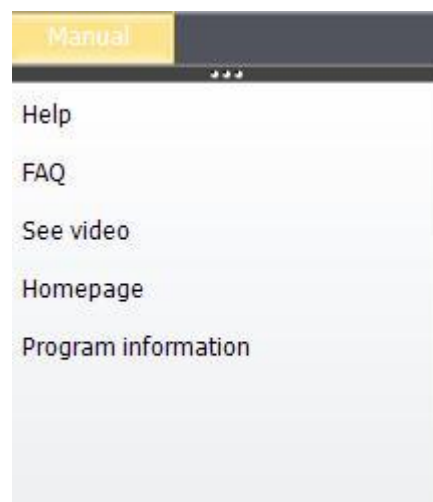 Manual
Help
FAQ
See video
Homepage
Program information